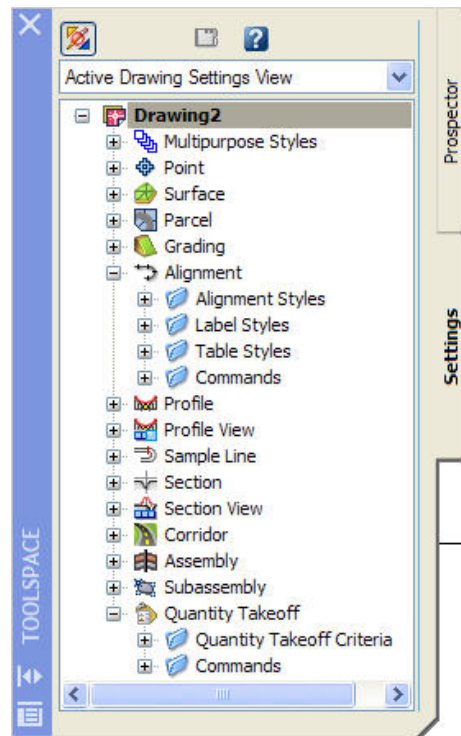 Active Drawing Settings View
Drawing2
Multipurpose Styles
Point
Surface
Parcel
Grading
Alignment
Alignment Styles
Label Styles
Table Styles
Commands
Profile
Profile View
Sample Line
Section
Section View
Corridor
Assembly
Subassembly
Quantity Takeoff
Quantity Takeoff Criteria
Commands
TOOLSPACE
Prospector
Settings